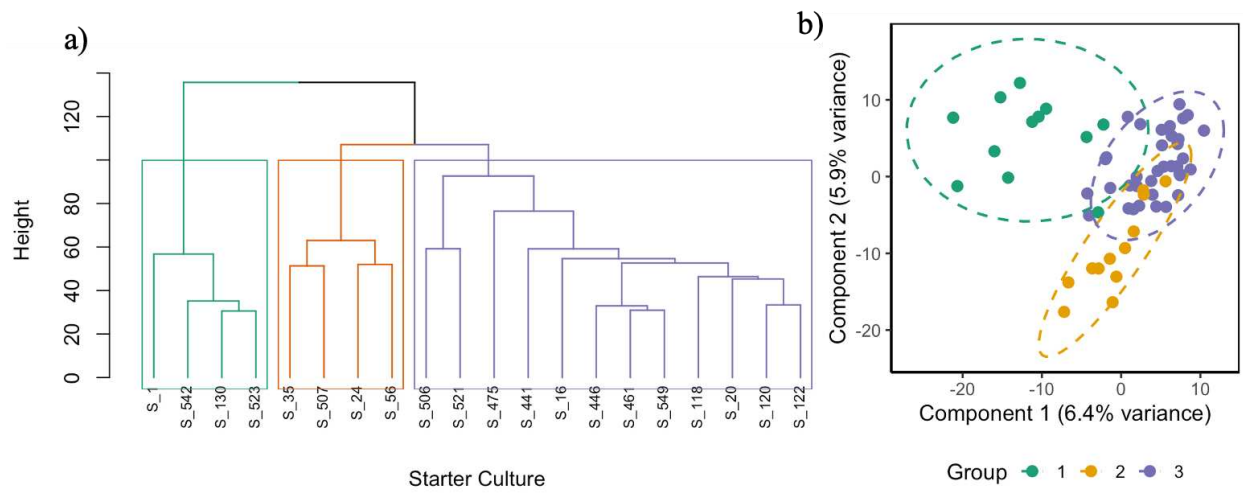 a)
Height
0
20
40
60
80
120
S_1
S_542
S_130
S_523
S_35
S_507
S_24
S_56
S_506
S_521
S_475
S_441
S_16
S_446
S_461
S_549
S_118
S_20
S_120
S_122
Starter Culture
b)
Component 2 (5.9% variance)
10
0
-10
-20
-20
-10
0
10
Component 1 (6.4% variance)
Group 1 2 3